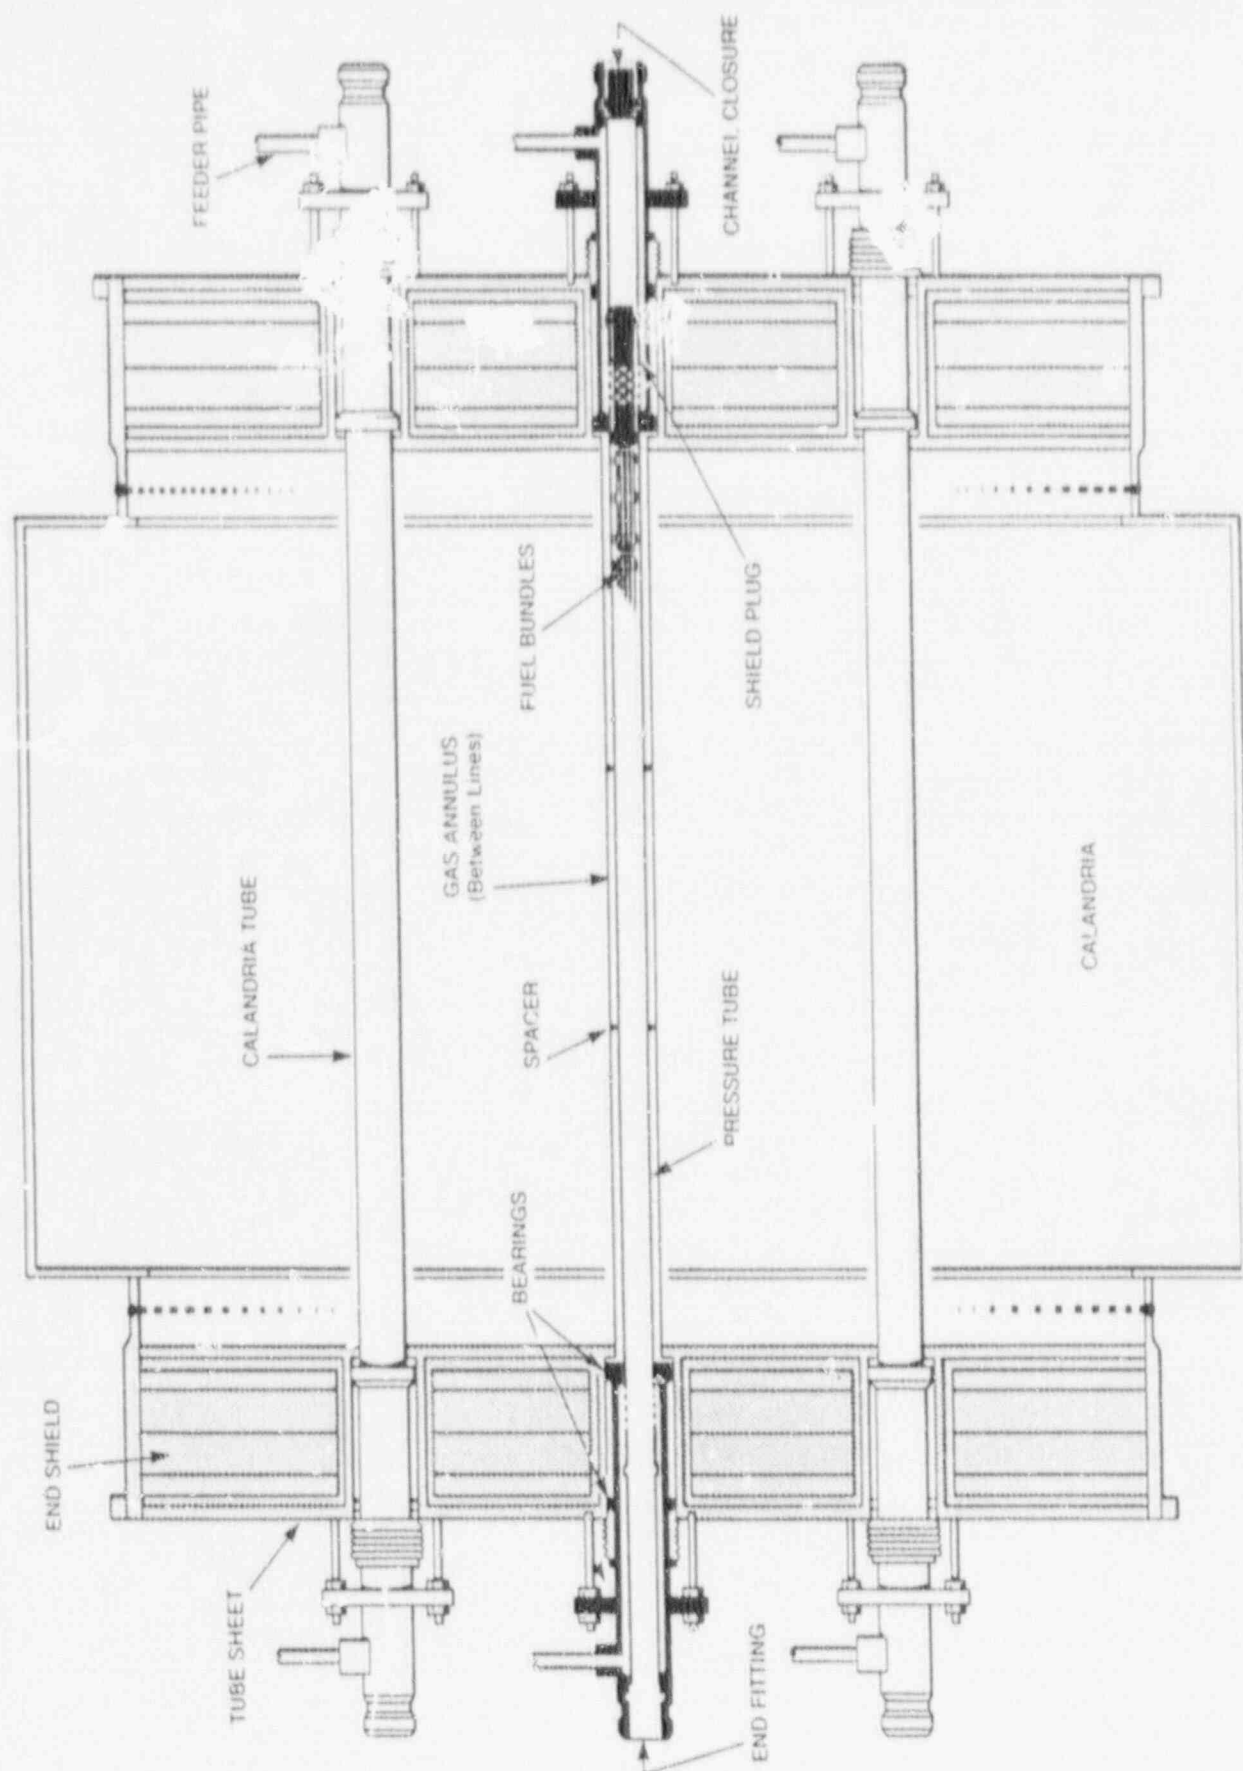 END SHIELD
TUBE SHEET
FEEDER PIPE
CALANDRIA TUBE
GAS ANNULUS
(Between Lines)
FUEL BUNDLES
SPACER
BEARINGS
CHANNEL CLOSURE
SHIELD PLUG
PRESSURE TUBE
END FITTING
CALANDRIA